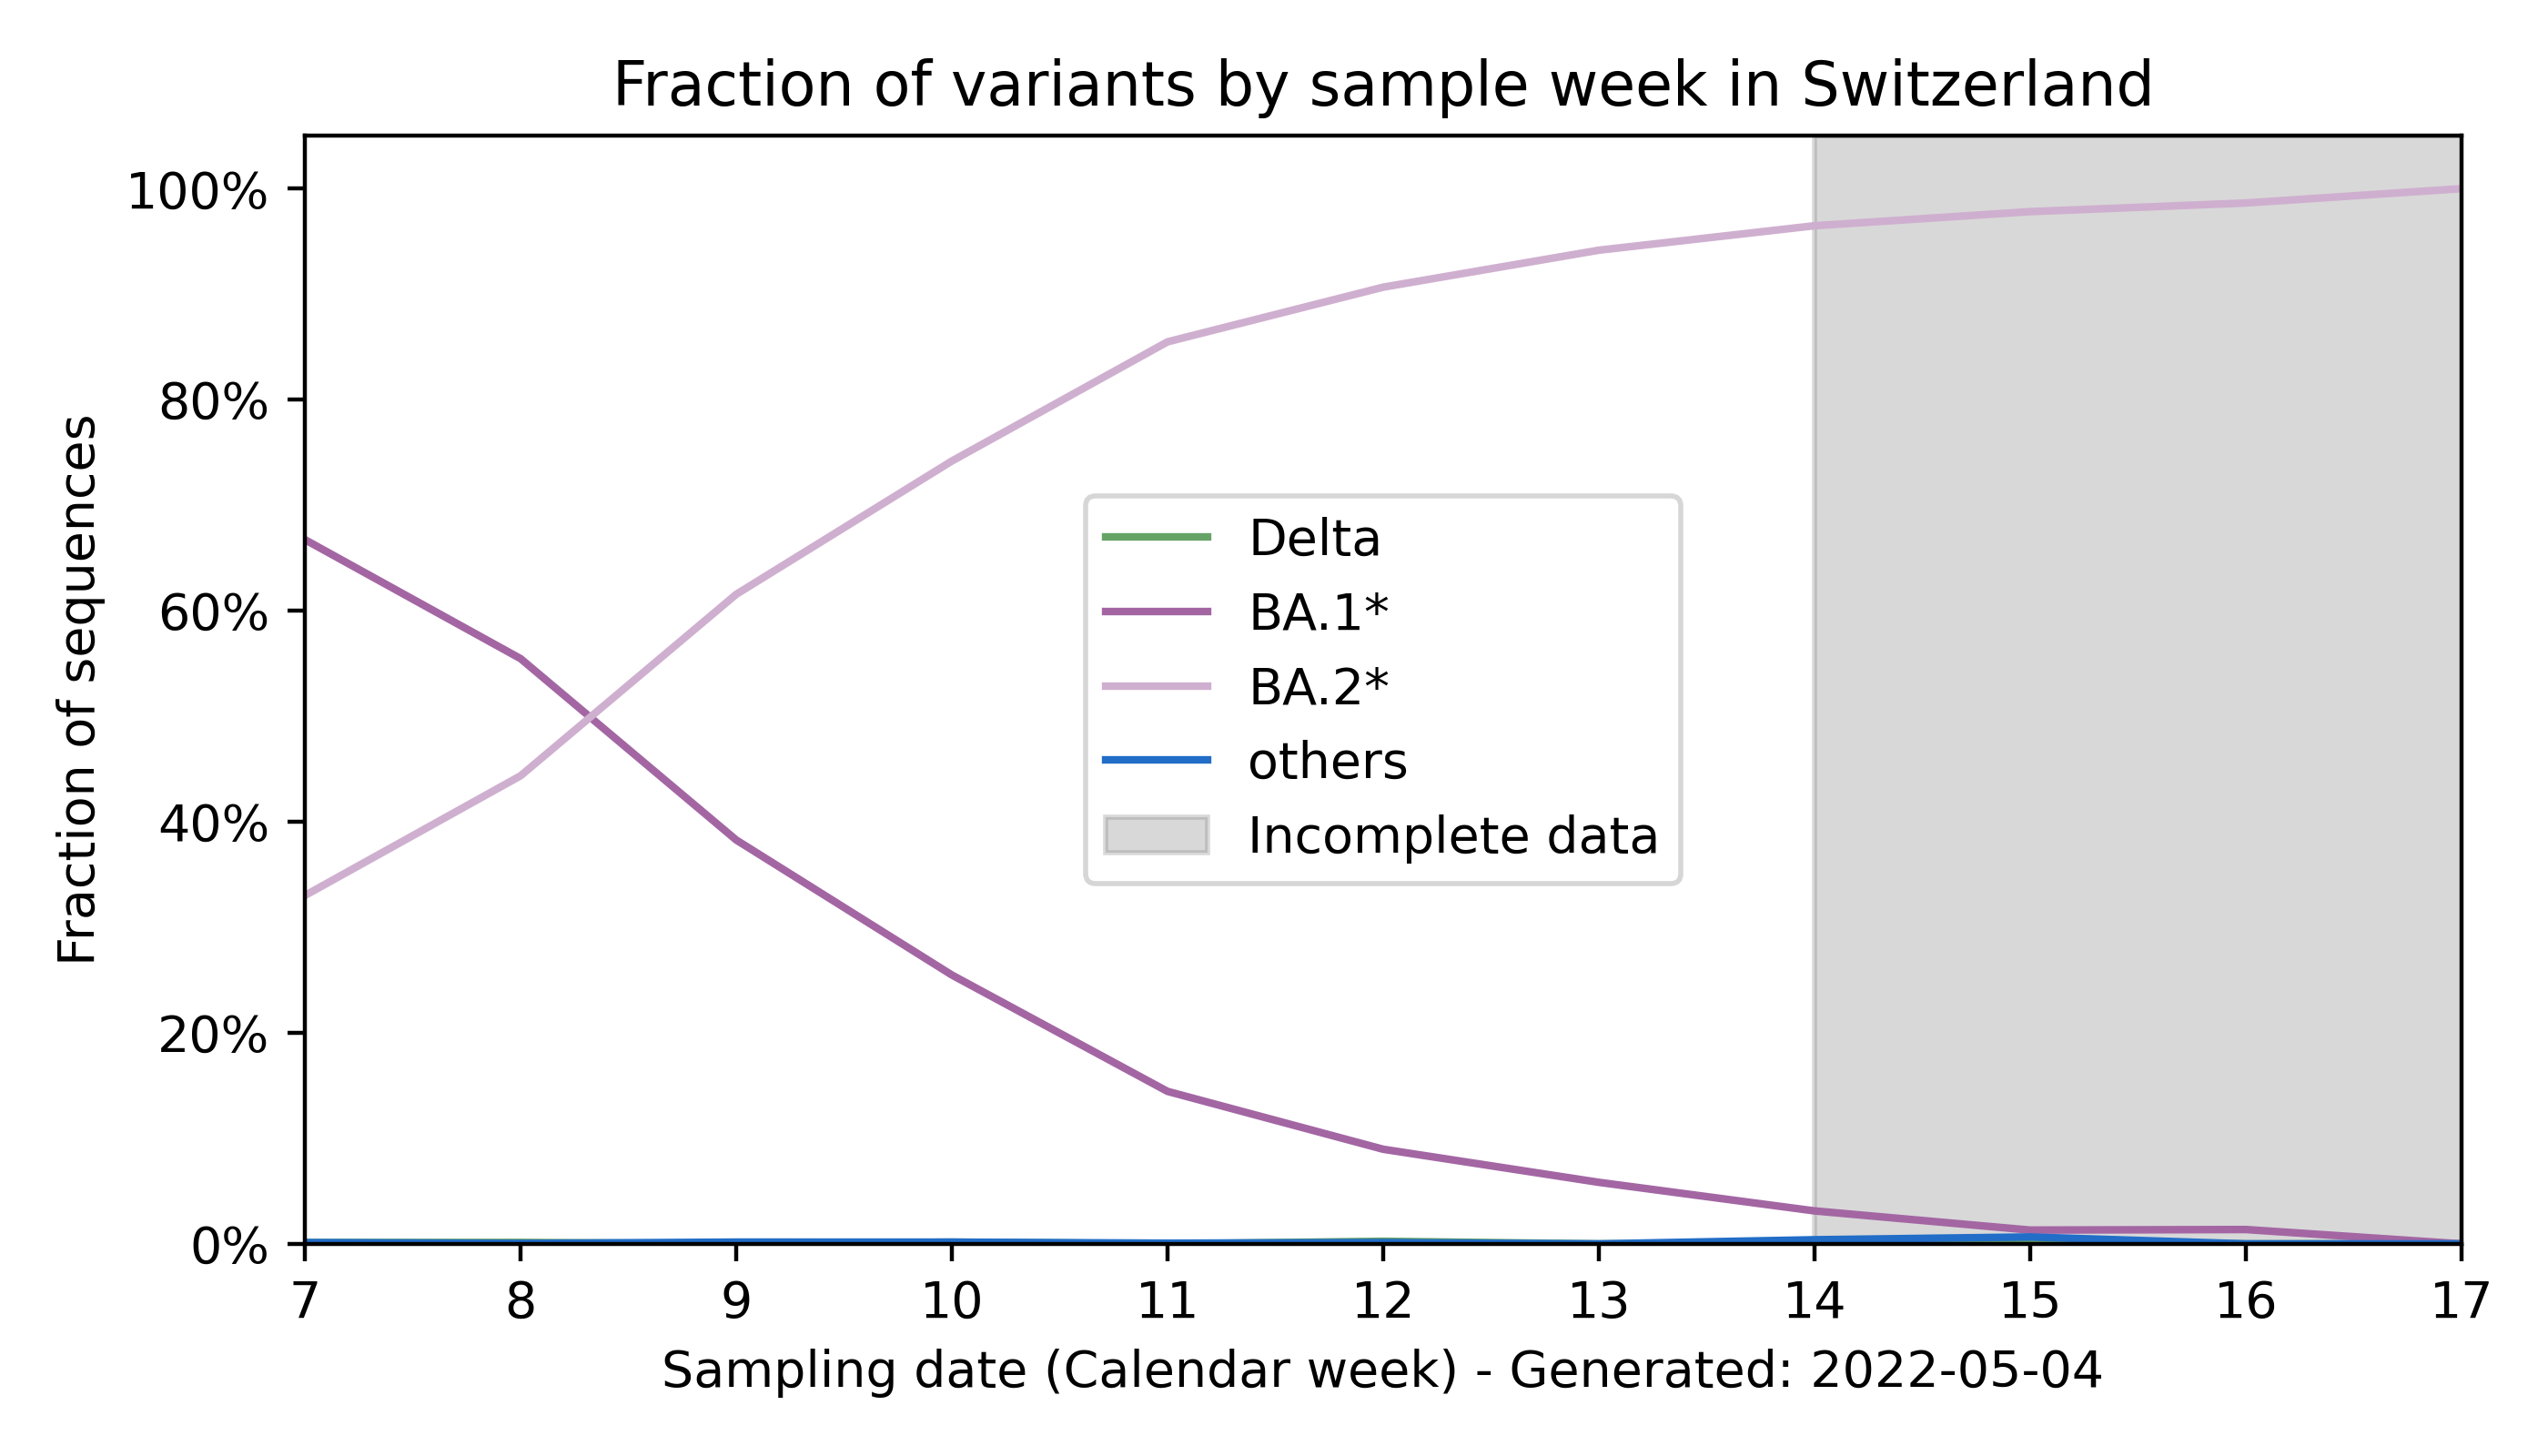 Fraction of variants by sample week in Switzerland
Fraction of sequences
100%
80%
60%
40%
20%
0%
Delta
BA.1*
BA.2*
others
Incomplete data
7 8 9 10 11 12 13 14 15 16 17
Sampling date (Calendar week) - Generated: 2022-05-04